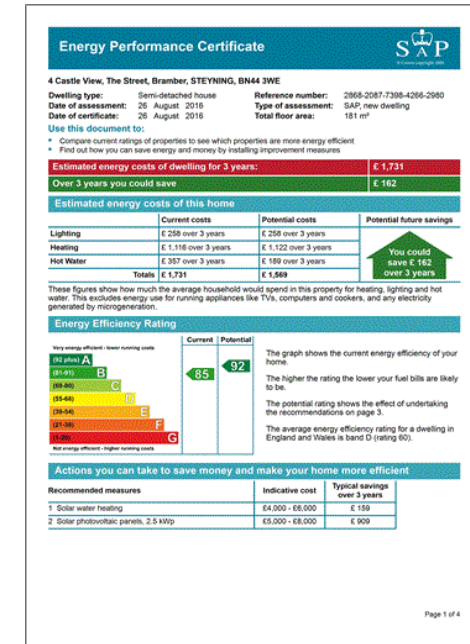 Energy Performance Certificate
SAP
© Crown copyright 2009
4 Castle View, The Street, Bramber, STEYNING, BN44 3WE
Dwelling type: Semi-detached house Reference number: 2868-2087-7398-4266-2980
Date of assessment: 26 August 2016 Type of assessment: SAP, new dwelling
Date of certificate: 26 August 2016 Total floor area: 181 m²
Use this document to:
• Compare current ratings of properties to see which properties are more energy efficient
• Find out how you can save energy and money by installing improvement measures
Estimated energy costs of dwelling for 3 years: £ 1,731
Over 3 years you could save £ 162
Estimated energy costs of this home
Current costs Potential costs Potential future savings
Lighting £ 258 over 3 years £ 258 over 3 years
Heating £ 1,116 over 3 years £ 1,122 over 3 years
Hot Water £ 357 over 3 years £ 189 over 3 years
Totals £ 1,731 £ 1,569
You could
save £ 162
over 3 years
These figures show how much the average household would spend in this property for heating, lighting and hot
water. This excludes energy use for running appliances like TVs, computers and cookers, and any electricity
generated by microgeneration.
Energy Efficiency Rating
Current Potential
Very energy efficient - lower running costs
(92 plus) A
(81-91) B
(69-80) C
(55-68) D
(39-54) E
(21-38) F
(1-20) G
Not energy efficient - higher running costs
85
92
The graph shows the current energy efficiency of your
home.
The higher the rating the lower your fuel bills are likely
to be.
The potential rating shows the effect of undertaking
the recommendations on page 3.
The average energy efficiency rating for a dwelling in
England and Wales is band D (rating 60).
Actions you can take to save money and make your home more efficient
Recommended measures Indicative cost Typical savings
over 3 years
1 Solar water heating £4,000 - £6,000 £ 159
2 Solar photovoltaic panels, 2.5 kWp £5,000 - £8,000 £ 909
Page 1 of 4